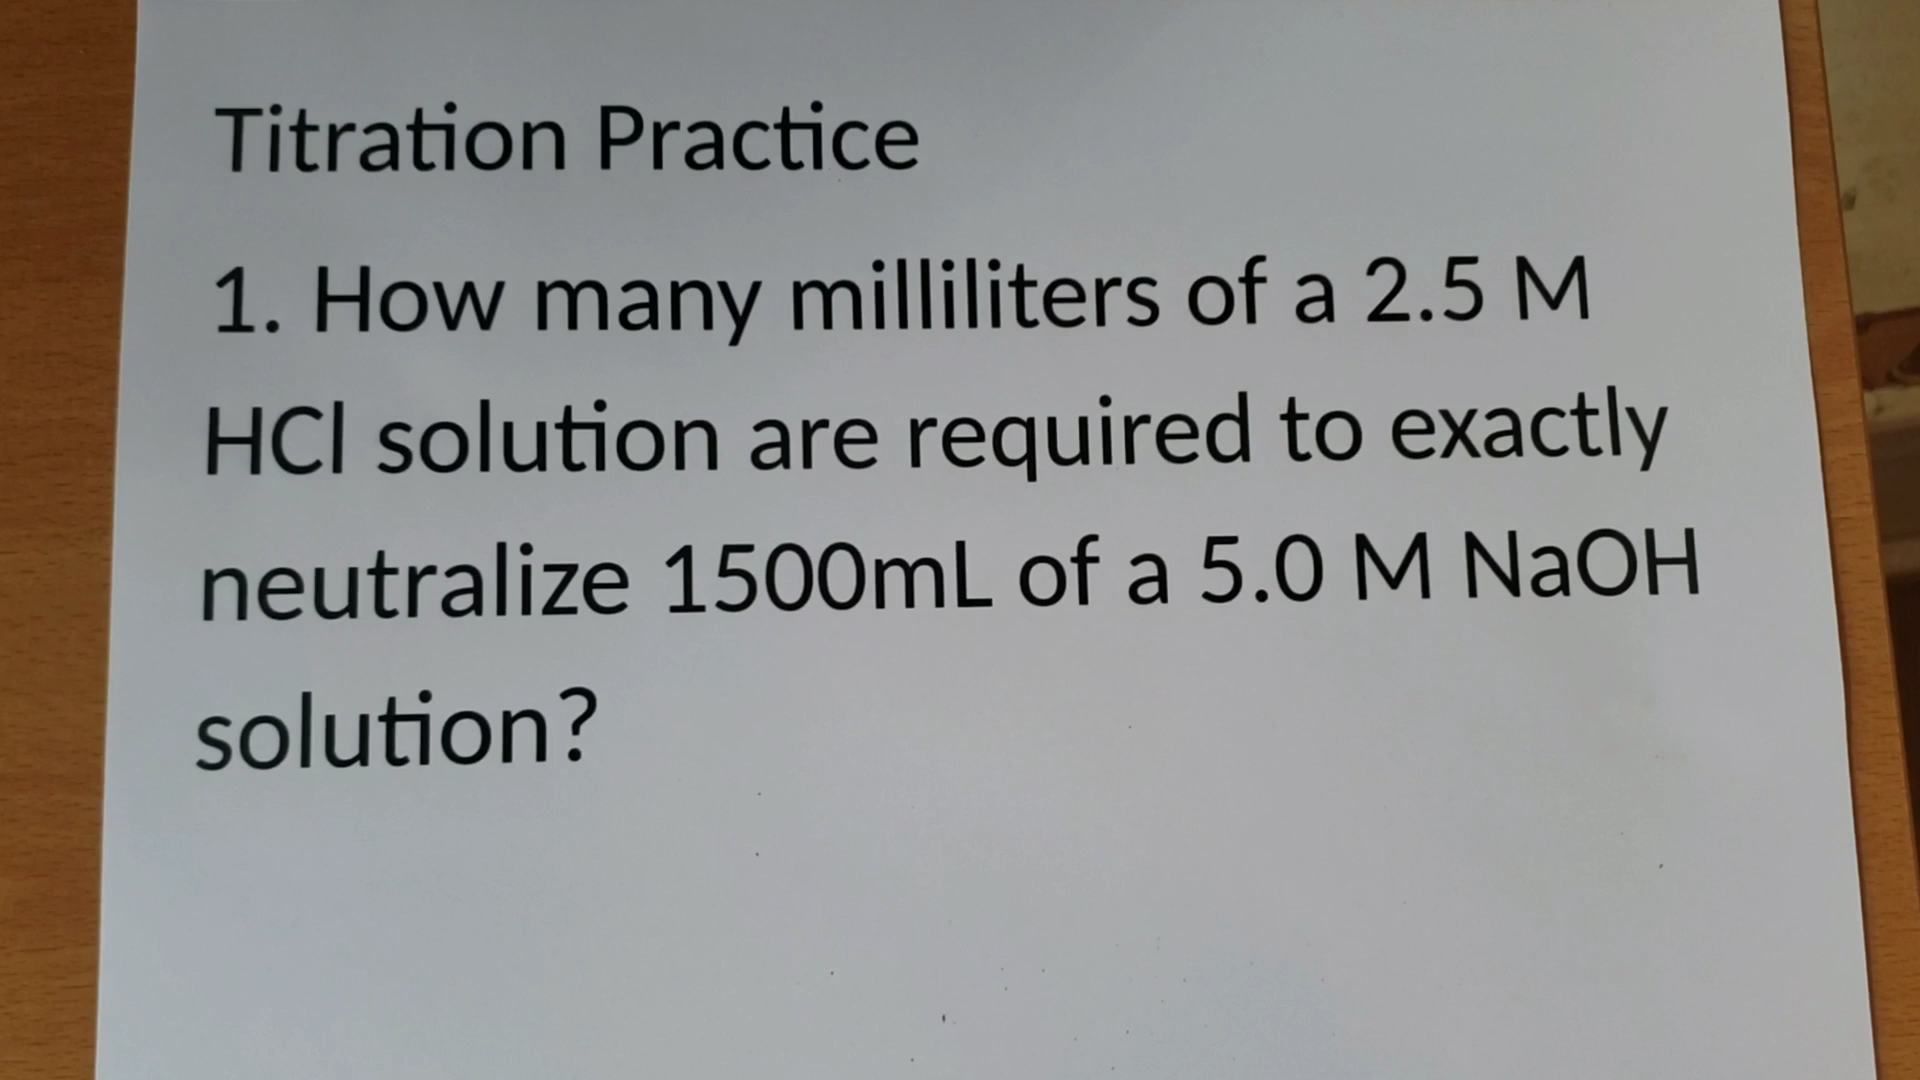 Titration Practice
1. How many milliliters of a 2.5 M
HCl solution are required to exactly
neutralize 1500mL of a 5.0 M NaOH
solution?